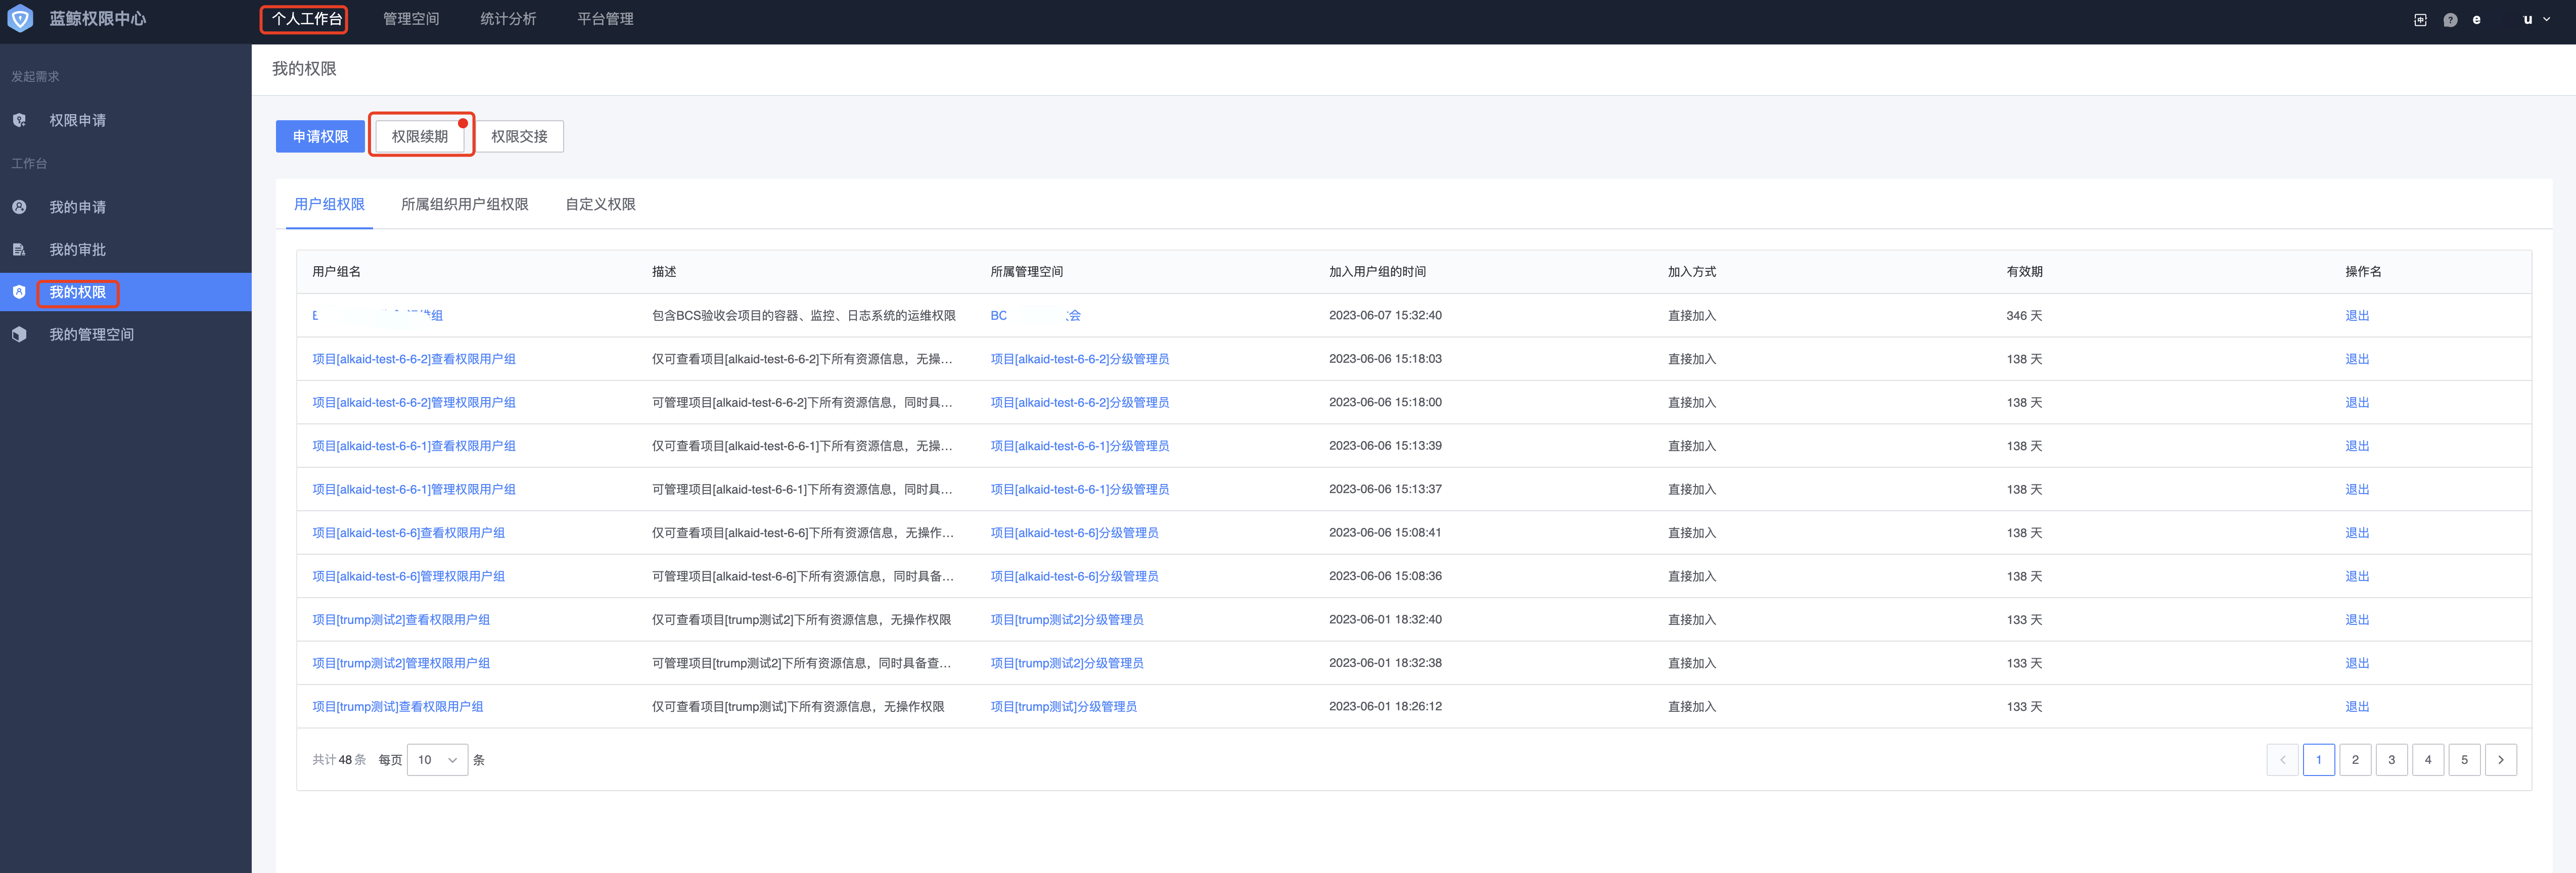 蓝鲸权限中心 个人工作台 管理空间 统计分析 平台管理 e u
发起需求
权限申请
工作台
我的申请
我的审批
我的权限
我的管理空间
我的权限
申请权限 权限续期 权限交接
用户组权限 所属组织用户组权限 自定义权限
用户组名 描述 所属管理空间 加入用户组的时间 加入方式 有效期 操作名
包含BCS验收会项目的容器、监控、日志系统的运维权限 BC 会 2023-06-07 15:32:40 直接加入 346 天 退出
项目[alkaid-test-6-6-2]查看权限用户组 仅可查看项目[alkaid-test-6-6-2]下所有资源信息，无操... 项目[alkaid-test-6-6-2]分级管理员 2023-06-06 15:18:03 直接加入 138 天 退出
项目[alkaid-test-6-6-2]管理权限用户组 可管理项目[alkaid-test-6-6-2]下所有资源信息，同时具... 项目[alkaid-test-6-6-2]分级管理员 2023-06-06 15:18:00 直接加入 138 天 退出
项目[alkaid-test-6-6-1]查看权限用户组 仅可查看项目[alkaid-test-6-6-1]下所有资源信息，无操... 项目[alkaid-test-6-6-1]分级管理员 2023-06-06 15:13:39 直接加入 138 天 退出
项目[alkaid-test-6-6-1]管理权限用户组 可管理项目[alkaid-test-6-6-1]下所有资源信息，同时具... 项目[alkaid-test-6-6-1]分级管理员 2023-06-06 15:13:37 直接加入 138 天 退出
项目[alkaid-test-6-6]查看权限用户组 仅可查看项目[alkaid-test-6-6]下所有资源信息，无操作... 项目[alkaid-test-6-6]分级管理员 2023-06-06 15:08:41 直接加入 138 天 退出
项目[alkaid-test-6-6]管理权限用户组 可管理项目[alkaid-test-6-6]下所有资源信息，同时具备... 项目[alkaid-test-6-6]分级管理员 2023-06-06 15:08:36 直接加入 138 天 退出
项目[trump测试2]查看权限用户组 仅可查看项目[trump测试2]下所有资源信息，无操作权限 项目[trump测试2]分级管理员 2023-06-01 18:32:40 直接加入 133 天 退出
项目[trump测试2]管理权限用户组 可管理项目[trump测试2]下所有资源信息，同时具备查... 项目[trump测试2]分级管理员 2023-06-01 18:32:38 直接加入 133 天 退出
项目[trump测试]查看权限用户组 仅可查看项目[trump测试]下所有资源信息，无操作权限 项目[trump测试]分级管理员 2023-06-01 18:26:12 直接加入 133 天 退出
共计 48 条 每页 10 条 1 2 3 4 5